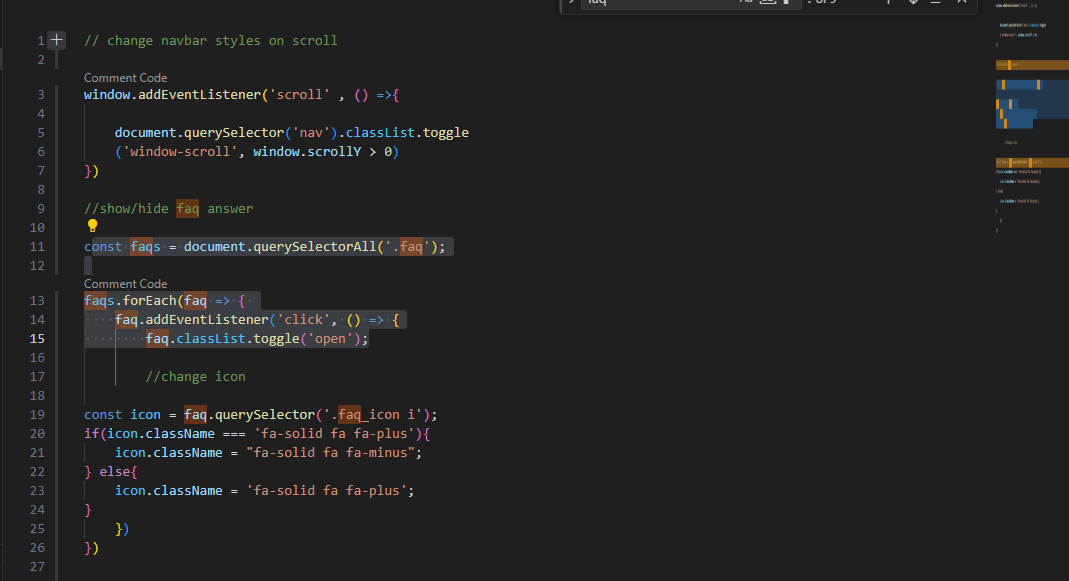 faq
1 // change navbar styles on scroll
2
Comment Code
3 window.addEventListener('scroll' , () =>{
4
5 document.querySelector('nav').classList.toggle
6 ('window-scroll', window.scrollY > 0)
7 })
8
9 //show/hide faq answer
10
11 const faqs = document.querySelectorAll('.faq');
12
Comment Code
13 faqs.forEach(faq => {
14 faq.addEventListener('click', () => {
15 faq.classList.toggle('open');
16
17 //change icon
18
19 const icon = faq.querySelector('.faq_icon i');
20 if(icon.className === 'fa-solid fa fa-plus'){
21 icon.className = "fa-solid fa fa-minus";
22 } else{
23 icon.className = 'fa-solid fa fa-plus';
24 }
25 })
26 })
27